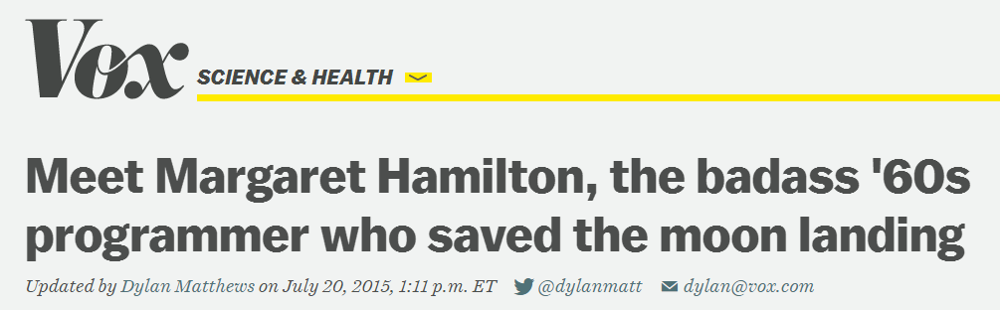 Vox
SCIENCE & HEALTH
Meet Margaret Hamilton, the badass '60s
programmer who saved the moon landing
Updated by Dylan Matthews on July 20, 2015, 1:11 p.m. ET @dylanmatt dylan@vox.com